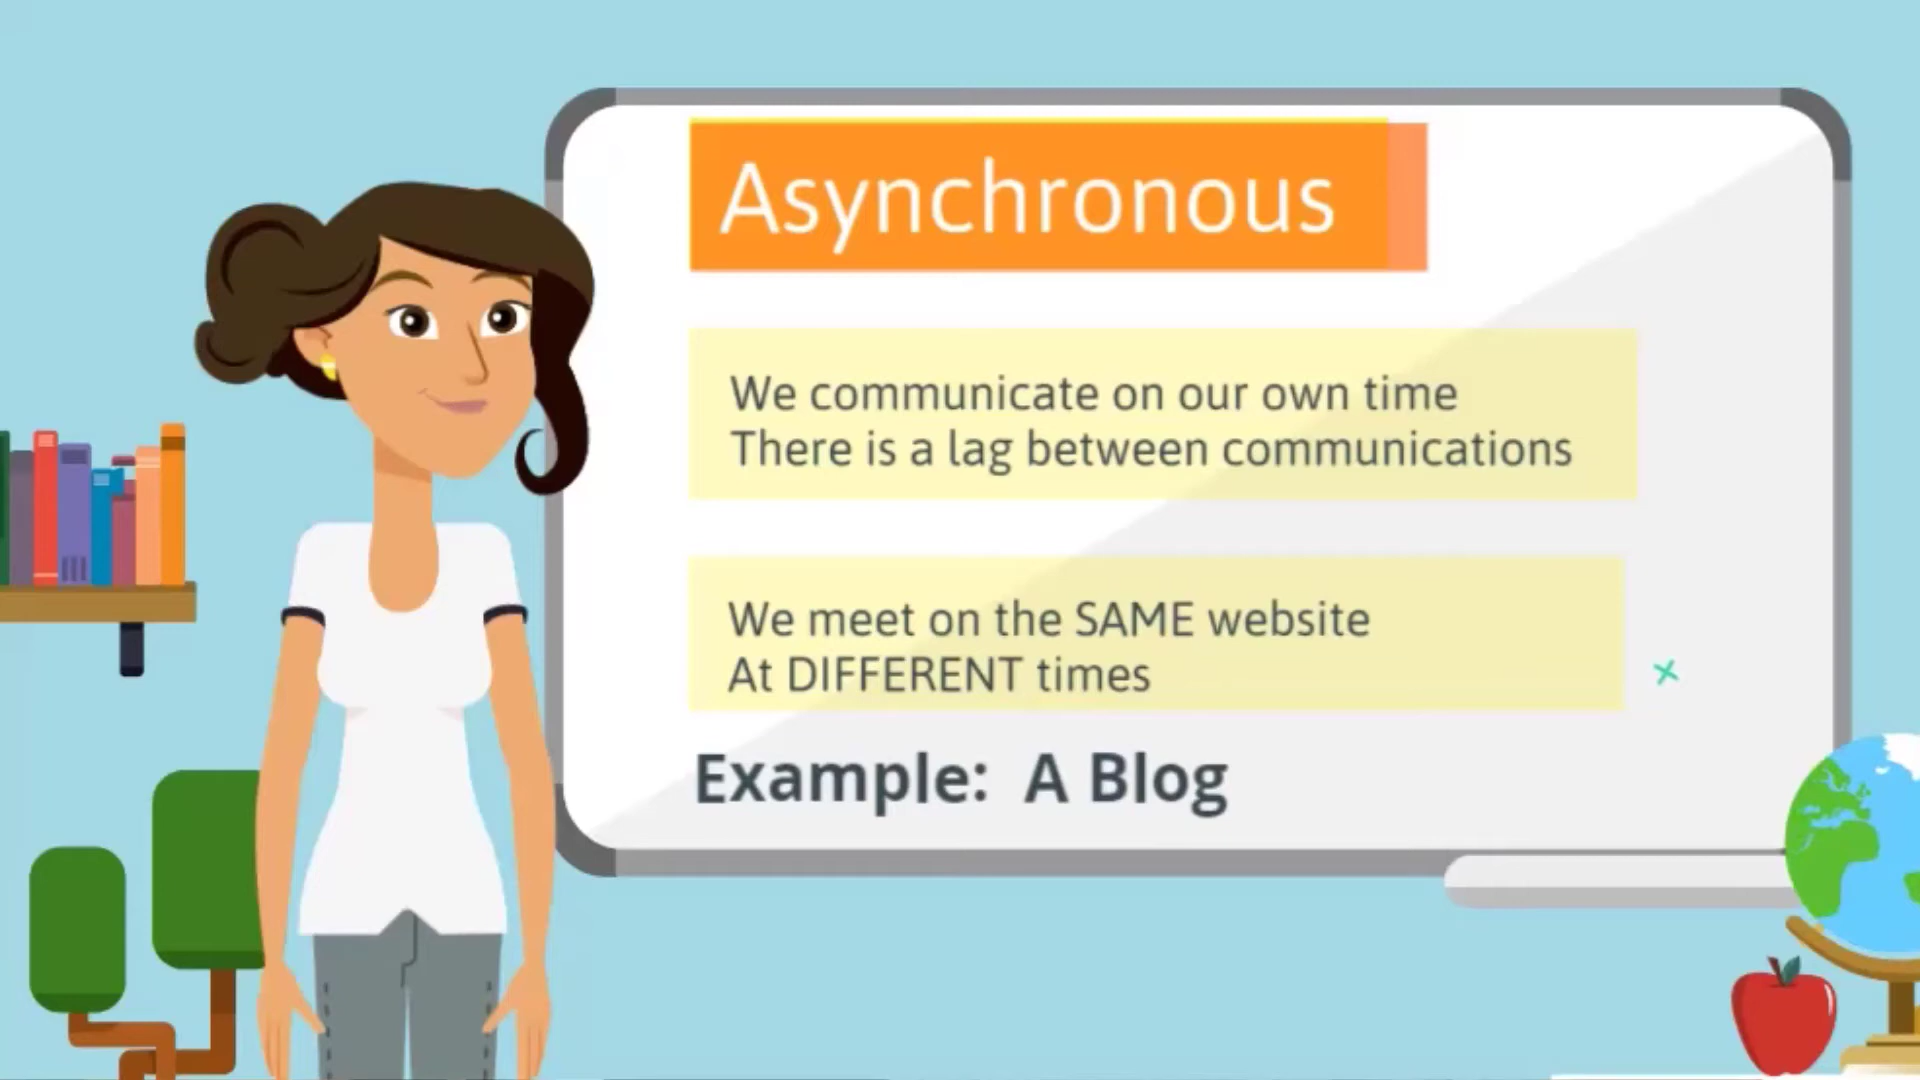 Asynchronous
We communicate on our own time
There is a lag between communications
We meet on the SAME website
At DIFFERENT times
Example: A Blog